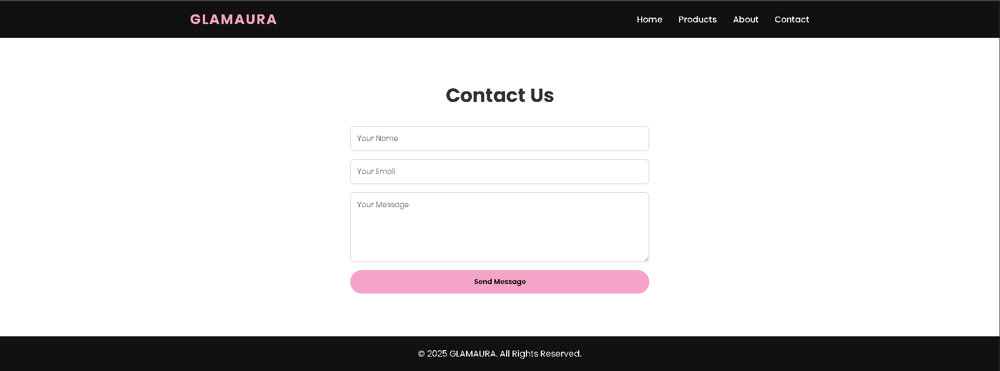 GLAMAURA
Home Products About Contact
Contact Us
Your Name
Your Email
Your Message
Send Message
© 2025 GLAMAURA. All Rights Reserved.